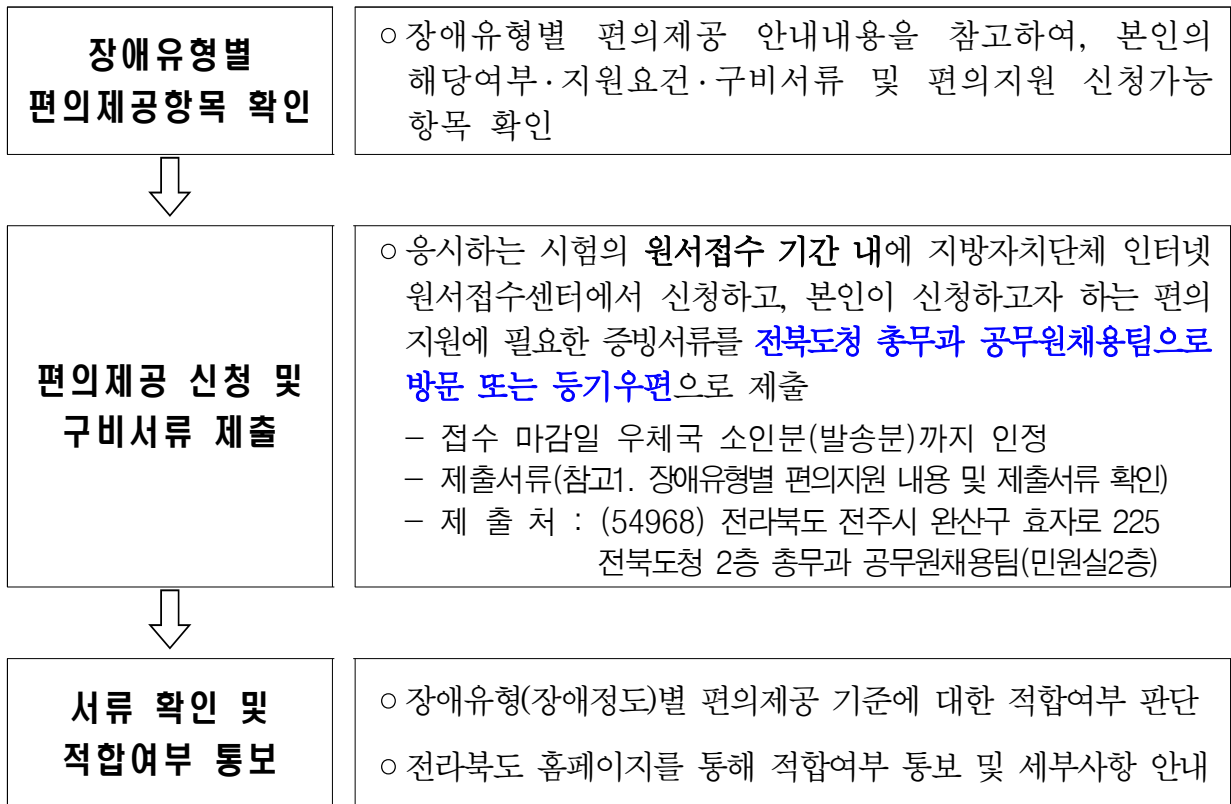 장애유형별
편의제공항목 확인
○ 장애유형별 편의제공 안내내용을 참고하여, 본인의
해당여부·지원요건·구비서류 및 편의지원 신청가능
항목 확인
편의제공 신청 및
구비서류 제출
○ 응시하는 시험의 원서접수 기간 내에 지방자치단체 인터넷
원서접수센터에서 신청하고, 본인이 신청하고자 하는 편의
지원에 필요한 증빙서류를 전북도청 총무과 공무원채용팀으로
방문 또는 등기우편으로 제출
- 접수 마감일 우체국 소인분(발송분)까지 인정
- 제출서류(참고1. 장애유형별 편의지원 내용 및 제출서류 확인)
- 제 출 처 : (54968) 전라북도 전주시 완산구 효자로 225
전북도청 2층 총무과 공무원채용팀(민원실2층)
서류 확인 및
적합여부 통보
○ 장애유형(장애정도)별 편의제공 기준에 대한 적합여부 판단
○ 전라북도 홈페이지를 통해 적합여부 통보 및 세부사항 안내